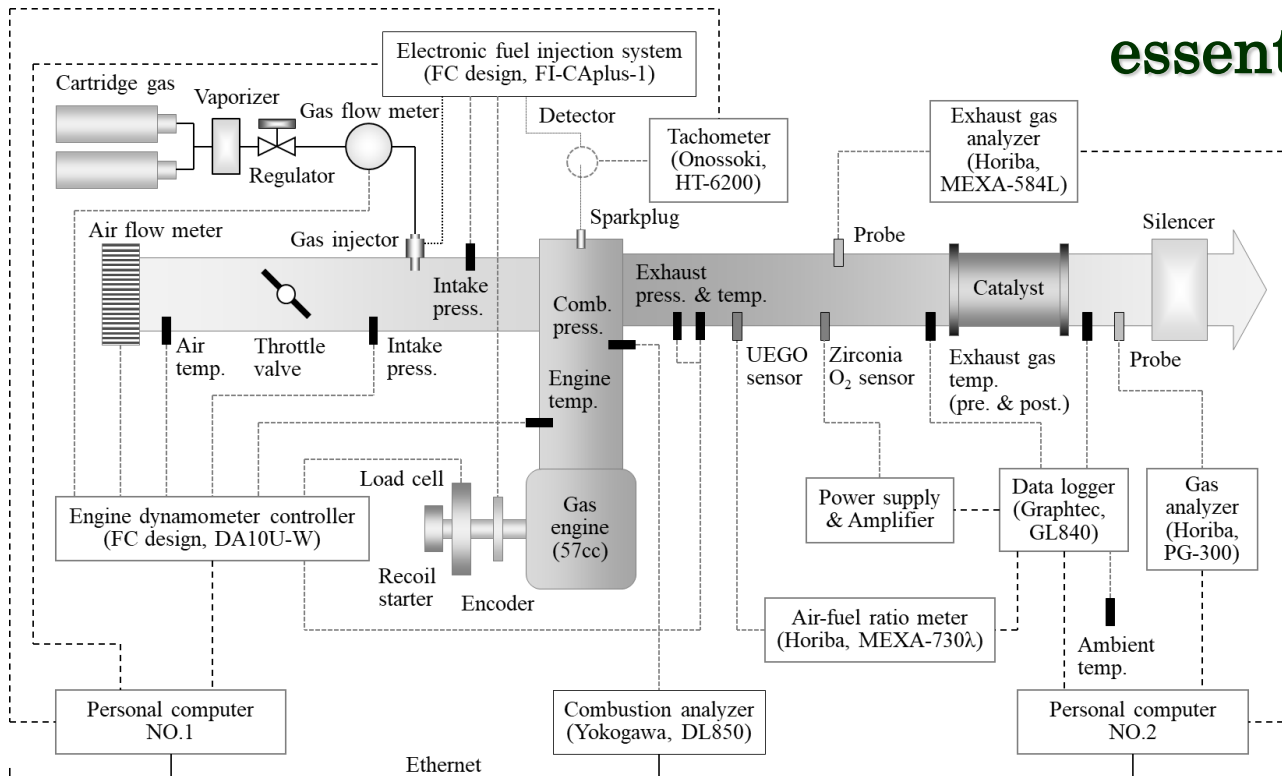 essent
Electronic fuel injection system
(FC design, FI-CAplus-1)
Cartridge gas
Vaporizer
Gas flow meter
Regulator
Detector
Tachometer
(Onossoki,
HT-6200)
Exhaust gas
analyzer
(Horiba,
MEXA-584L)
Air flow meter
Gas injector
Sparkplug
Probe
Silencer
Intake
press.
Exhaust
press. & temp.
Catalyst
Comb.
press.
Air
temp.
Throttle
valve
Intake
press.
Engine
temp.
UEGO
sensor
Zirconia
O₂ sensor
Exhaust gas
temp.
(pre. & post.)
Probe
Load cell
Engine dynamometer controller
(FC design, DA10U-W)
Gas
engine
(57cc)
Power supply
& Amplifier
Data logger
(Graphtec,
GL840)
Gas
analyzer
(Horiba,
PG-300)
Recoil
starter
Encoder
Air-fuel ratio meter
(Horiba, MEXA-730λ)
Ambient
temp.
Personal computer
NO.1
Combustion analyzer
(Yokogawa, DL850)
Personal computer
NO.2
Ethernet